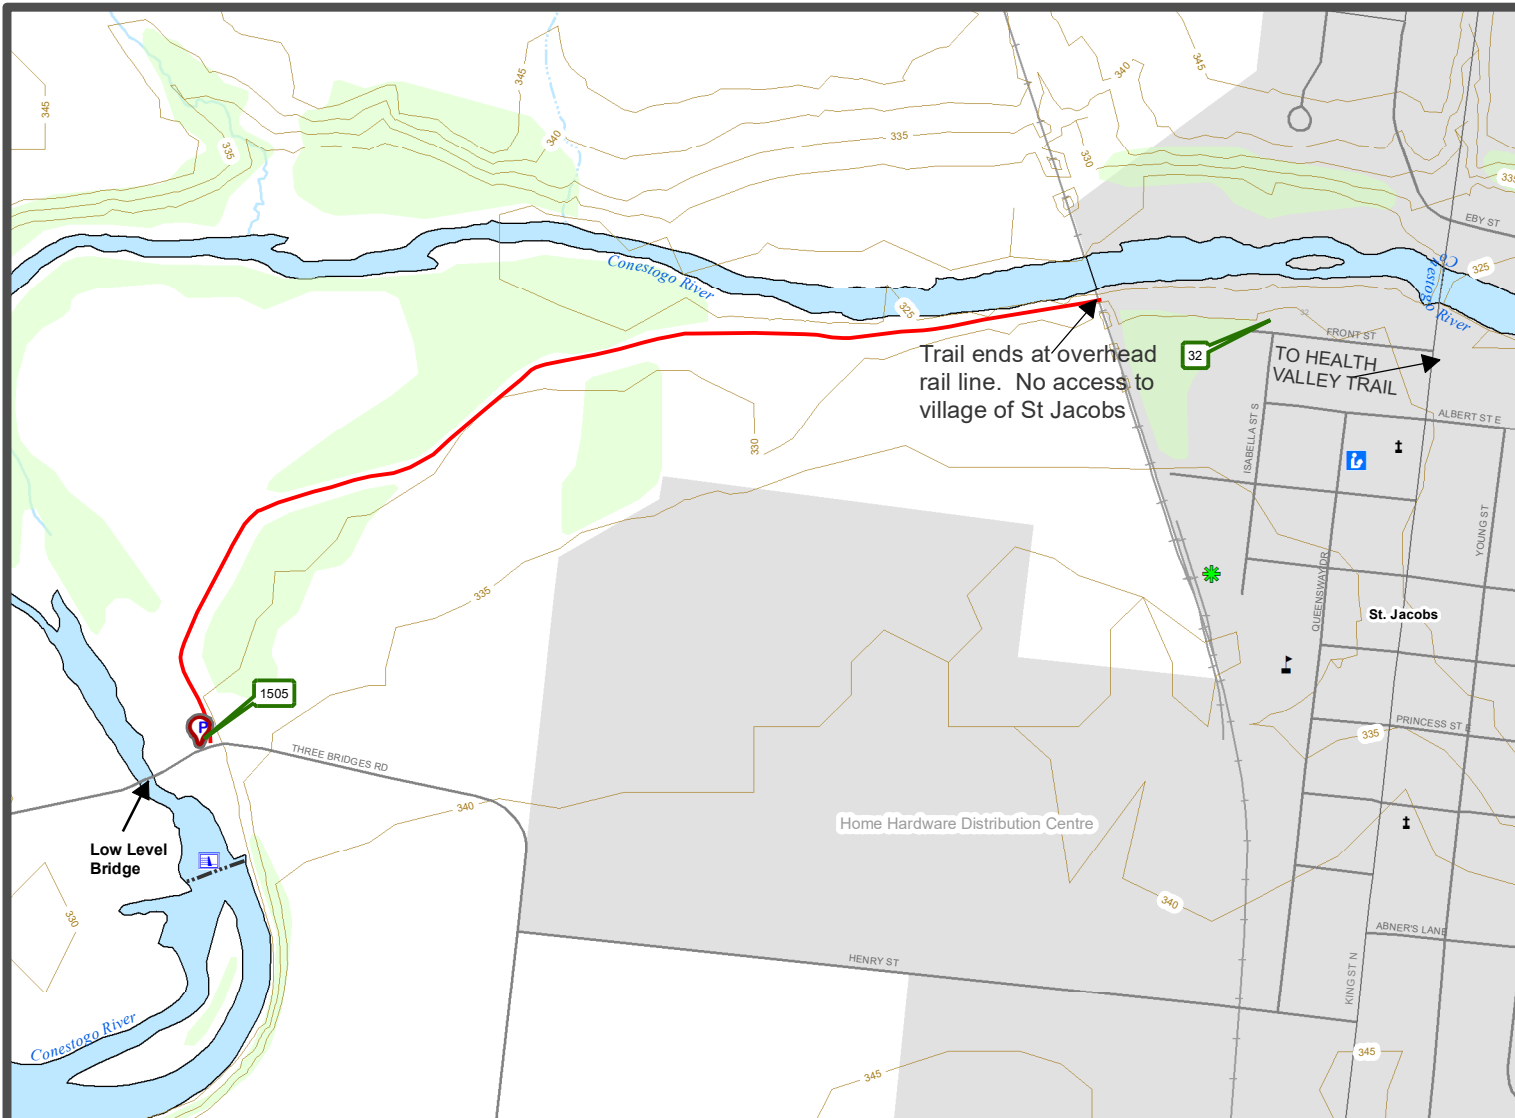 345
345
340
345
335
340
335
330
335
EBY ST
Conestogo River
325
Conestogo River
325
32
FRONT ST
32
Trail ends at overhead
rail line. No access to
village of St Jacobs
TO HEALTH
VALLEY TRAIL
ISABELLA ST S
ALBERT ST E
330
YOUNG ST
335
QUEENSWAY DR
St. Jacobs
1505
P
THREE BRIDGES RD
PRINCESS ST E
335
340
Home Hardware Distribution Centre
Low Level
Bridge
330
340
ABNER'S LANE
HENRY ST
KING ST N
Conestogo River
345
345